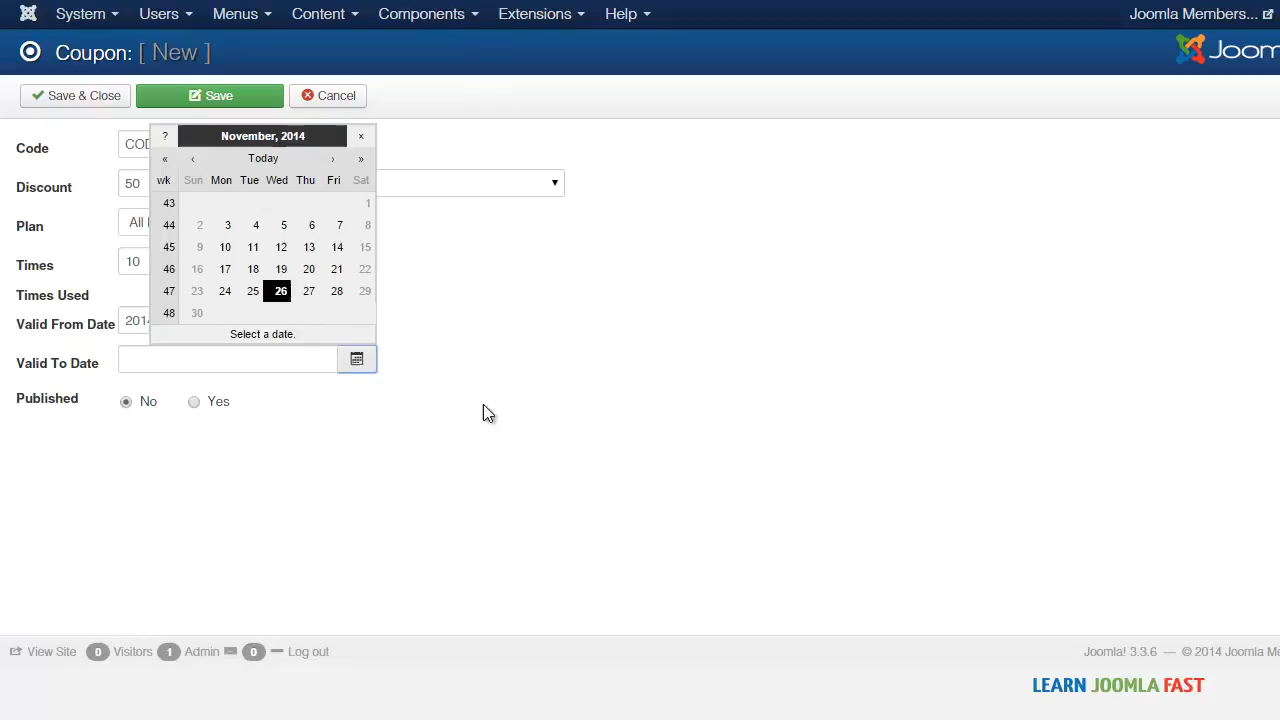 System Users Menus Content Components Extensions Help Joomla Members...
Coupon: [ New ]
Save & Close Save Cancel
Code
Discount 50
Plan All
Times 10
Times Used
Valid From Date 2014
Valid To Date
Published No Yes
? November, 2014 ×
« ‹ Today › »
wk Sun Mon Tue Wed Thu Fri Sat
43 1
44 2 3 4 5 6 7 8
45 9 10 11 12 13 14 15
46 16 17 18 19 20 21 22
47 23 24 25 26 27 28 29
48 30
Select a date.
View Site 0 Visitors 1 Admin 0 Log out Joomla! 3.3.6 — © 2014 Joomla
LEARN JOOMLA FAST